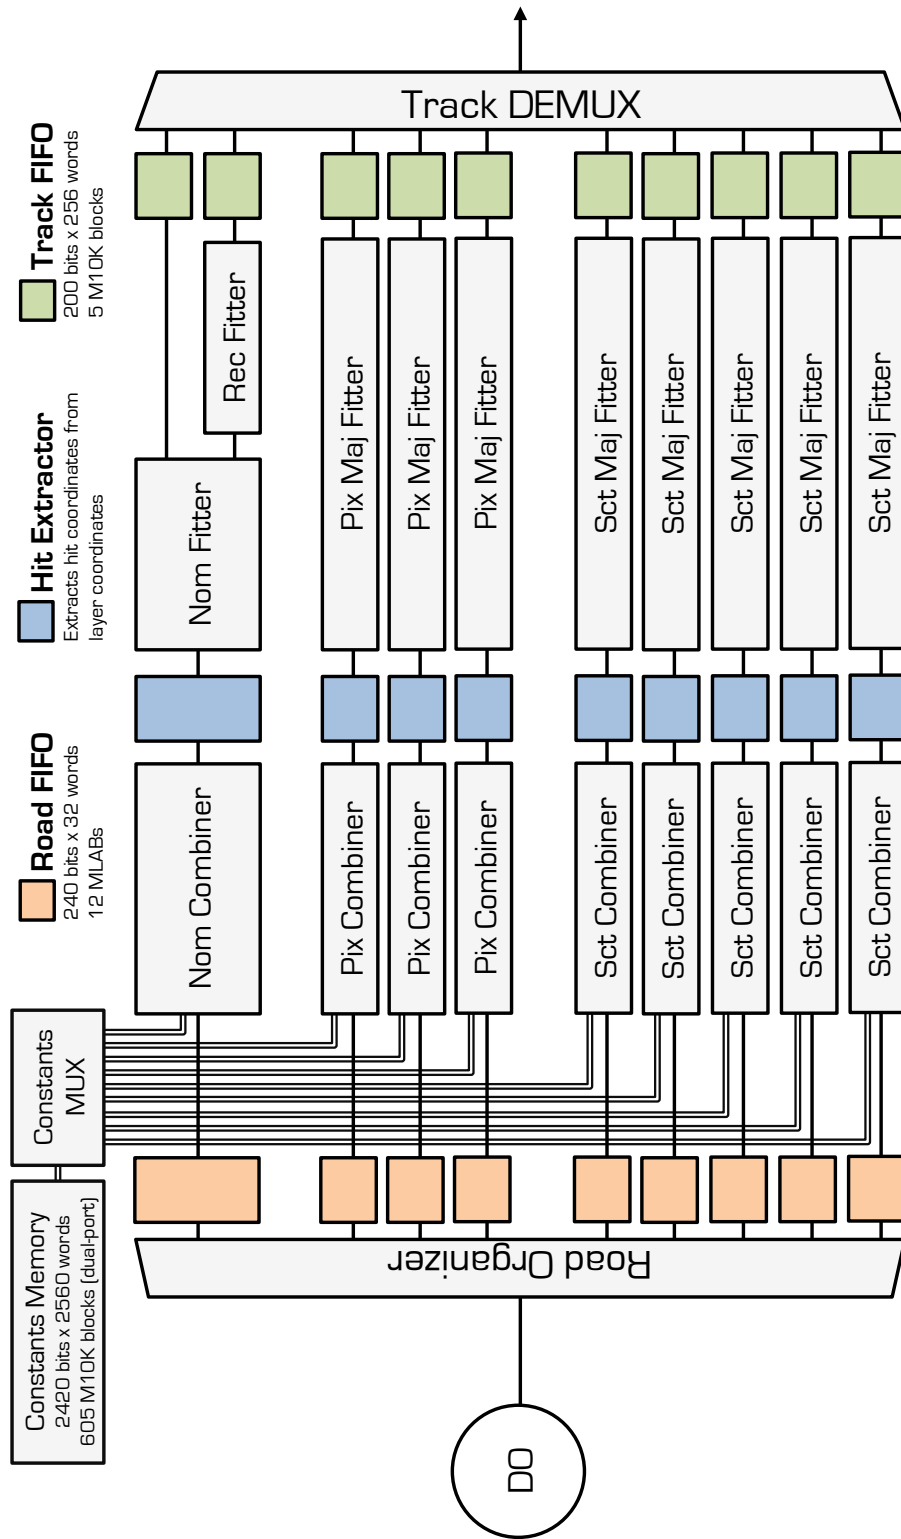 Track DEMUX
Track FIFO
200 bits x 256 words
5 M10K blocks
Hit Extractor
Extracts hit coordinates from
layer coordinates
Road FIFO
240 bits x 32 words
12 MLABs
Constants
MUX
Constants Memory
2420 bits x 2560 words
605 M10K blocks (dual-port)
Nom Combiner
Nom Fitter
Rec Fitter
Pix Combiner
Pix Maj Fitter
Pix Combiner
Pix Maj Fitter
Pix Combiner
Pix Maj Fitter
Sct Combiner
Sct Maj Fitter
Sct Combiner
Sct Maj Fitter
Sct Combiner
Sct Maj Fitter
Sct Combiner
Sct Maj Fitter
Sct Combiner
Sct Maj Fitter
Road Organizer
DO